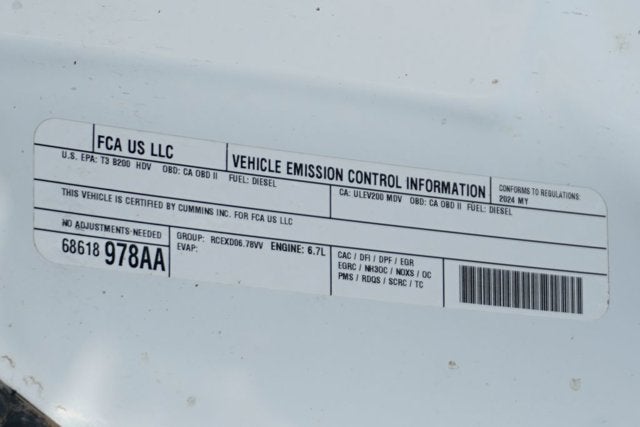 FCA US LLC
VEHICLE EMISSION CONTROL INFORMATION
CONFORMS TO REGULATIONS:
2024 MY
U.S. EPA: T3 B200 HDV OBD: CA OBD II FUEL: DIESEL
CA: ULEV200 MDV OBD: CA OBD II FUEL: DIESEL
THIS VEHICLE IS CERTIFIED BY CUMMINS INC. FOR FCA US LLC
NO ADJUSTMENTS NEEDED
68618 978AA
GROUP: RCEXD06.78VV ENGINE: 6.7L
EVAP:
CAC / DFI / DPF / EGR
EGRC / NH3OC / NOXS / OC
PMS / RDQS / SCRC / TC